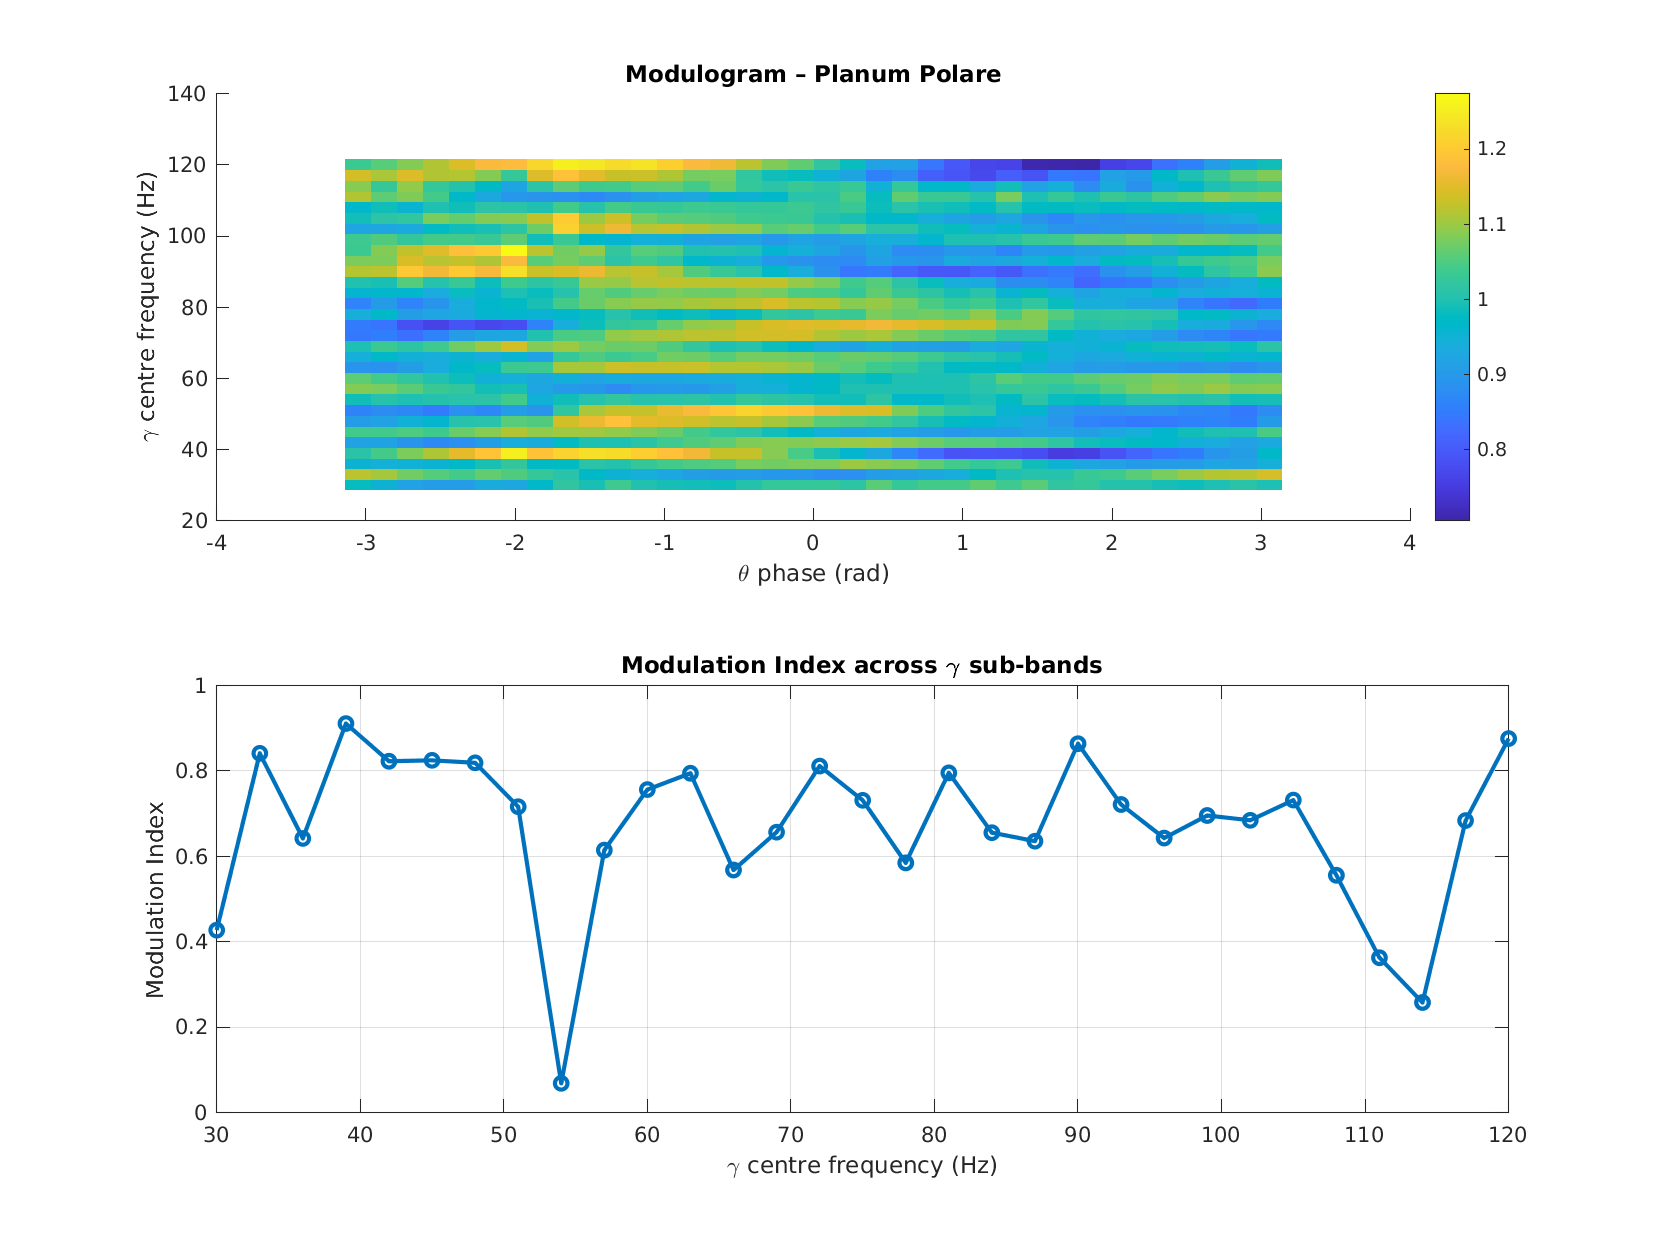 Modulogram – Planum Polare
140
120
100
80
60
40
20
γ centre frequency (Hz)
-4 -3 -2 -1 0 1 2 3 4
θ phase (rad)
1.2
1.1
1
0.9
0.8
Modulation Index across γ sub-bands
1
0.8
0.6
0.4
0.2
0
Modulation Index
30 40 50 60 70 80 90 100 110 120
γ centre frequency (Hz)